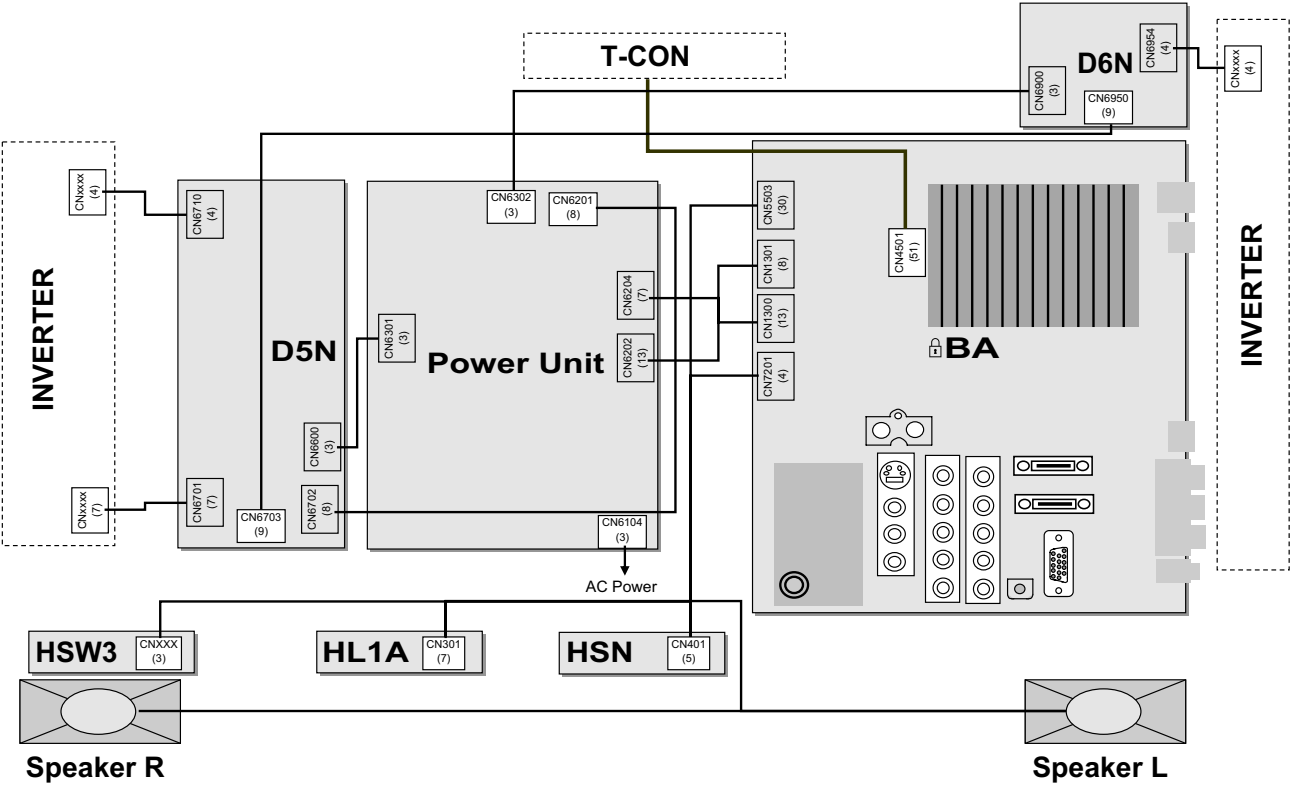 T-CON
D6N
CN6954
(4)
CN6900
(3)
CN6950
(9)
CNxxxx
(4)
INVERTER
CNxxxx
(4)
CN6710
(4)
INVERTER
CNxxxx
(7)
CN6701
(7)
D5N
CN6600
(3)
CN6702
(8)
CN6703
(9)
CN6302
(3)
CN6201
(8)
CN6204
(7)
CN6301
(3)
CN6202
(13)
Power Unit
CN6104
(3)
AC Power
CN5503
(30)
CN1301
(8)
CN1300
(13)
CN7201
(4)
CN4501
(51)
BA
HSW3
CNXXX
(3)
HL1A
CN301
(7)
HSN
CN401
(5)
Speaker R
Speaker L